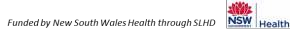 Funded by New South Wales Health through SLHD
NSW
GOVERNMENT
Health